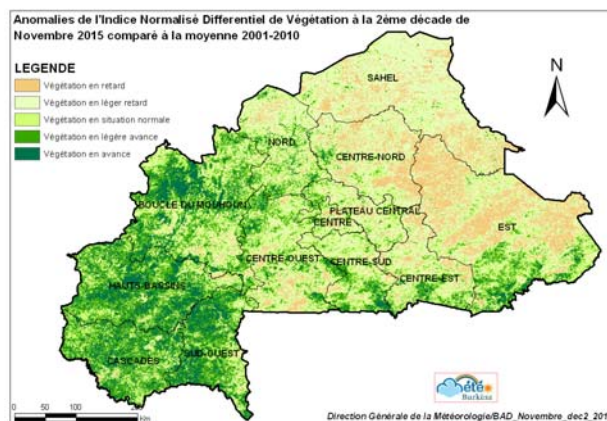 Anomalies de l'Indice Normalisé Differentiel de Végétation à la 2éme décade de
Novembre 2015 comparé à la moyenne 2001-2010
LEGENDE
Végétation en retard
Végétation en léger retard
Végétation en situation normale
Végétation en légère avance
Végétation en avance
N
SAHEL
NORD
CENTRE-NORD
BOUCLE DU MOUHOUN
PLATEAU CENTRAL
CENTRE
EST
CENTRE-OUEST
CENTRE-SUD
CENTRE-EST
HAUTS-BASSINS
CASCADES
SUD-OUEST
0 50 100
km
Météo
Burkina
Direction Générale de la Météorologie/BAD_Novembre_dec2_201